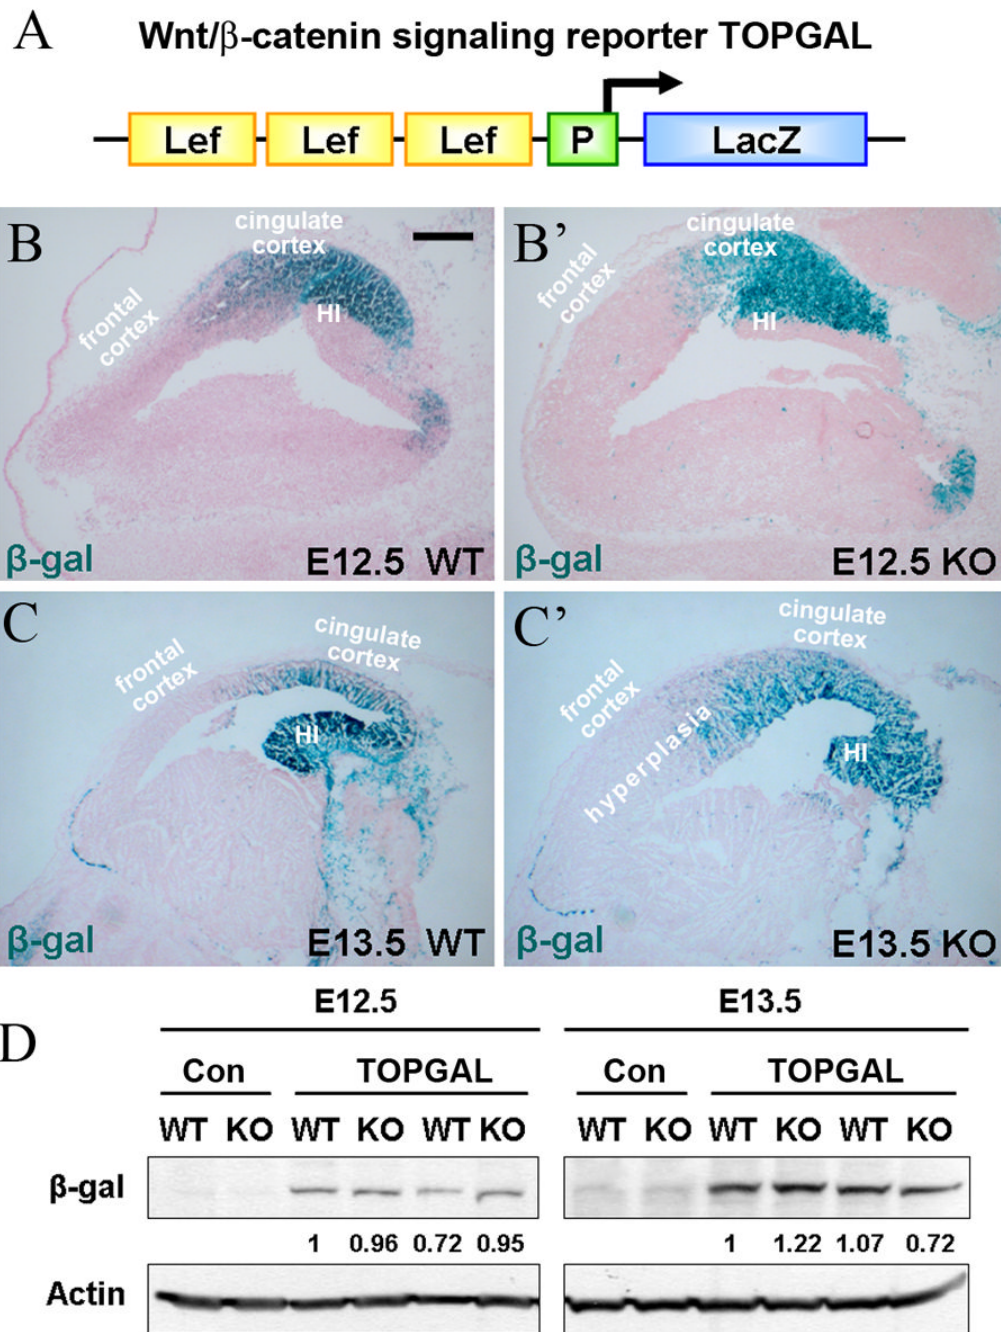 A
Wnt/β-catenin signaling reporter TOPGAL
Lef Lef Lef P LacZ
B
cingulate
cortex
frontal
cortex
HI
β-gal
E12.5 WT
B’
cingulate
cortex
frontal
cortex
HI
β-gal
E12.5 KO
C
cingulate
cortex
frontal
cortex
HI
β-gal
E13.5 WT
C’
cingulate
cortex
frontal
cortex
hyperplasia
HI
β-gal
E13.5 KO
D
E12.5 E13.5
Con TOPGAL Con TOPGAL
WT KO WT KO WT KO WT KO WT KO WT KO
β-gal
1 0.96 0.72 0.95 1 1.22 1.07 0.72
Actin